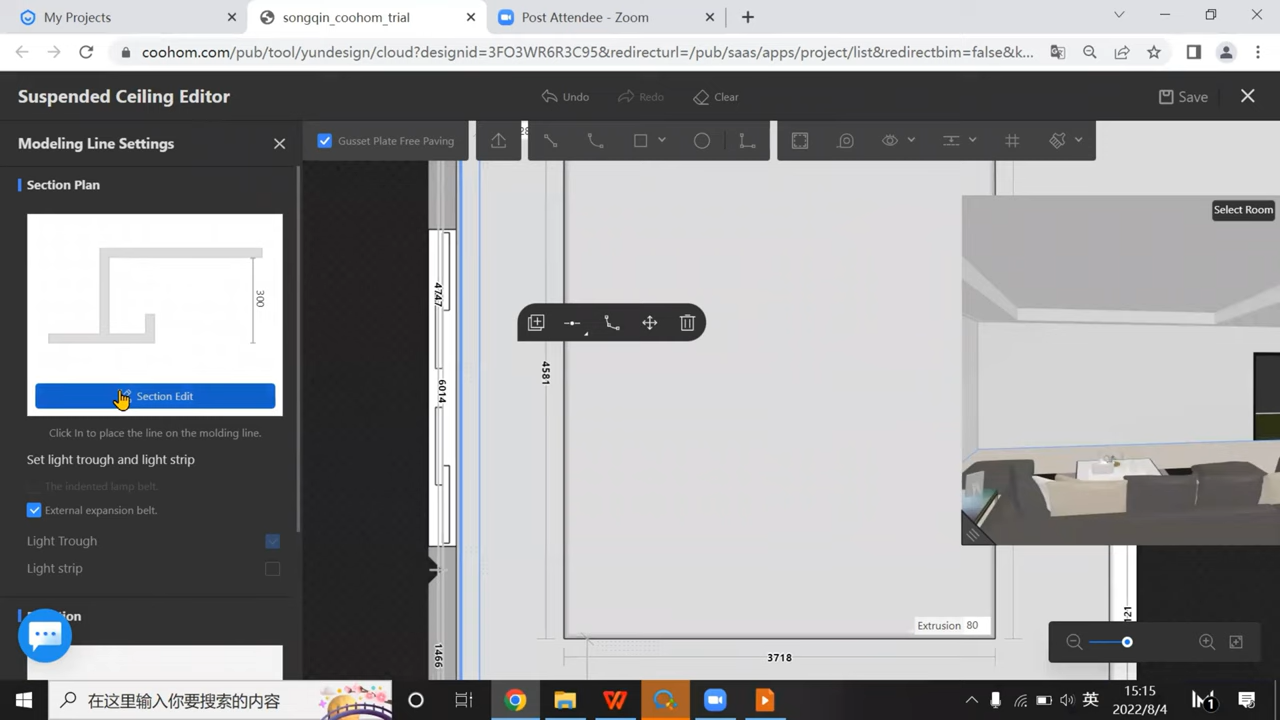 My Projects
songqin_coohom_trial
Post Attendee - Zoom
coohom.com/pub/tool/yundesign/cloud?designid=3FO3WR6R3C95&redirecturl=/pub/saas/apps/project/list&redirectbim=false&k...
Suspended Ceiling Editor
Undo
Redo
Clear
Save
Modeling Line Settings
Gusset Plate Free Paving
Section Plan
Select Room
300
4747
4581
6014
Section Edit
Click In to place the line on the molding line.
Set light trough and light strip
The indented lamp belt.
External expansion belt.
Light Trough
Light strip
Extrusion 80
3718
1466
121
在这里输入你要搜索的内容
英
15:15
2022/8/4
1